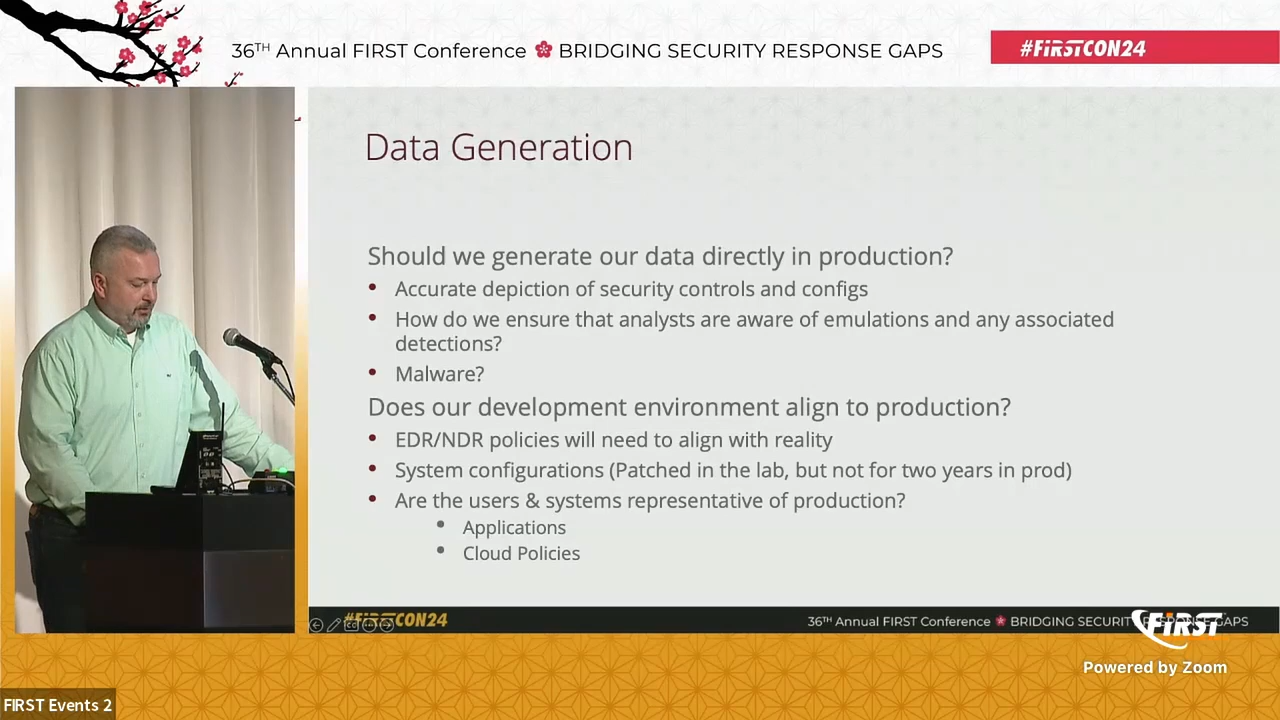 36TH Annual FIRST Conference BRIDGING SECURITY RESPONSE GAPS
#FIRSTCON24
Data Generation
Should we generate our data directly in production?
• Accurate depiction of security controls and configs
• How do we ensure that analysts are aware of emulations and any associated
detections?
• Malware?
Does our development environment align to production?
• EDR/NDR policies will need to align with reality
• System configurations (Patched in the lab, but not for two years in prod)
• Are the users & systems representative of production?
• Applications
• Cloud Policies
#FIRSTCON24
36TH Annual FIRST Conference BRIDGING SECURITY RESPONSE GAPS
FIRST
Powered by Zoom
FIRST Events 2